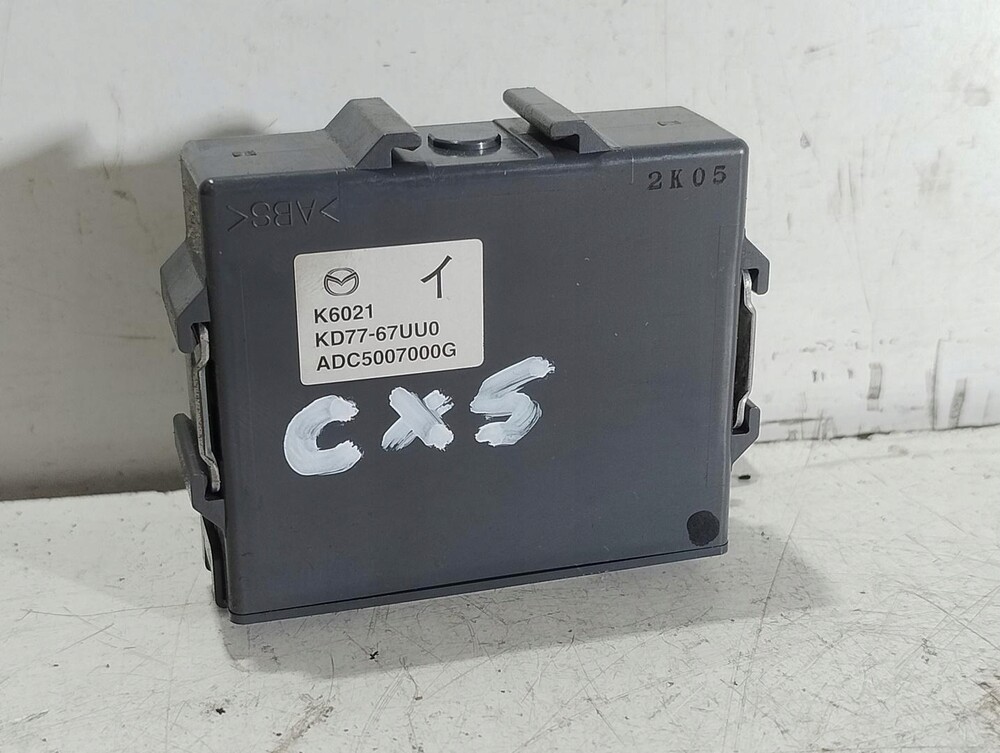 2K05
>ABS<
イ
K6021
KD77-67UU0
ADC5007000G
CX5